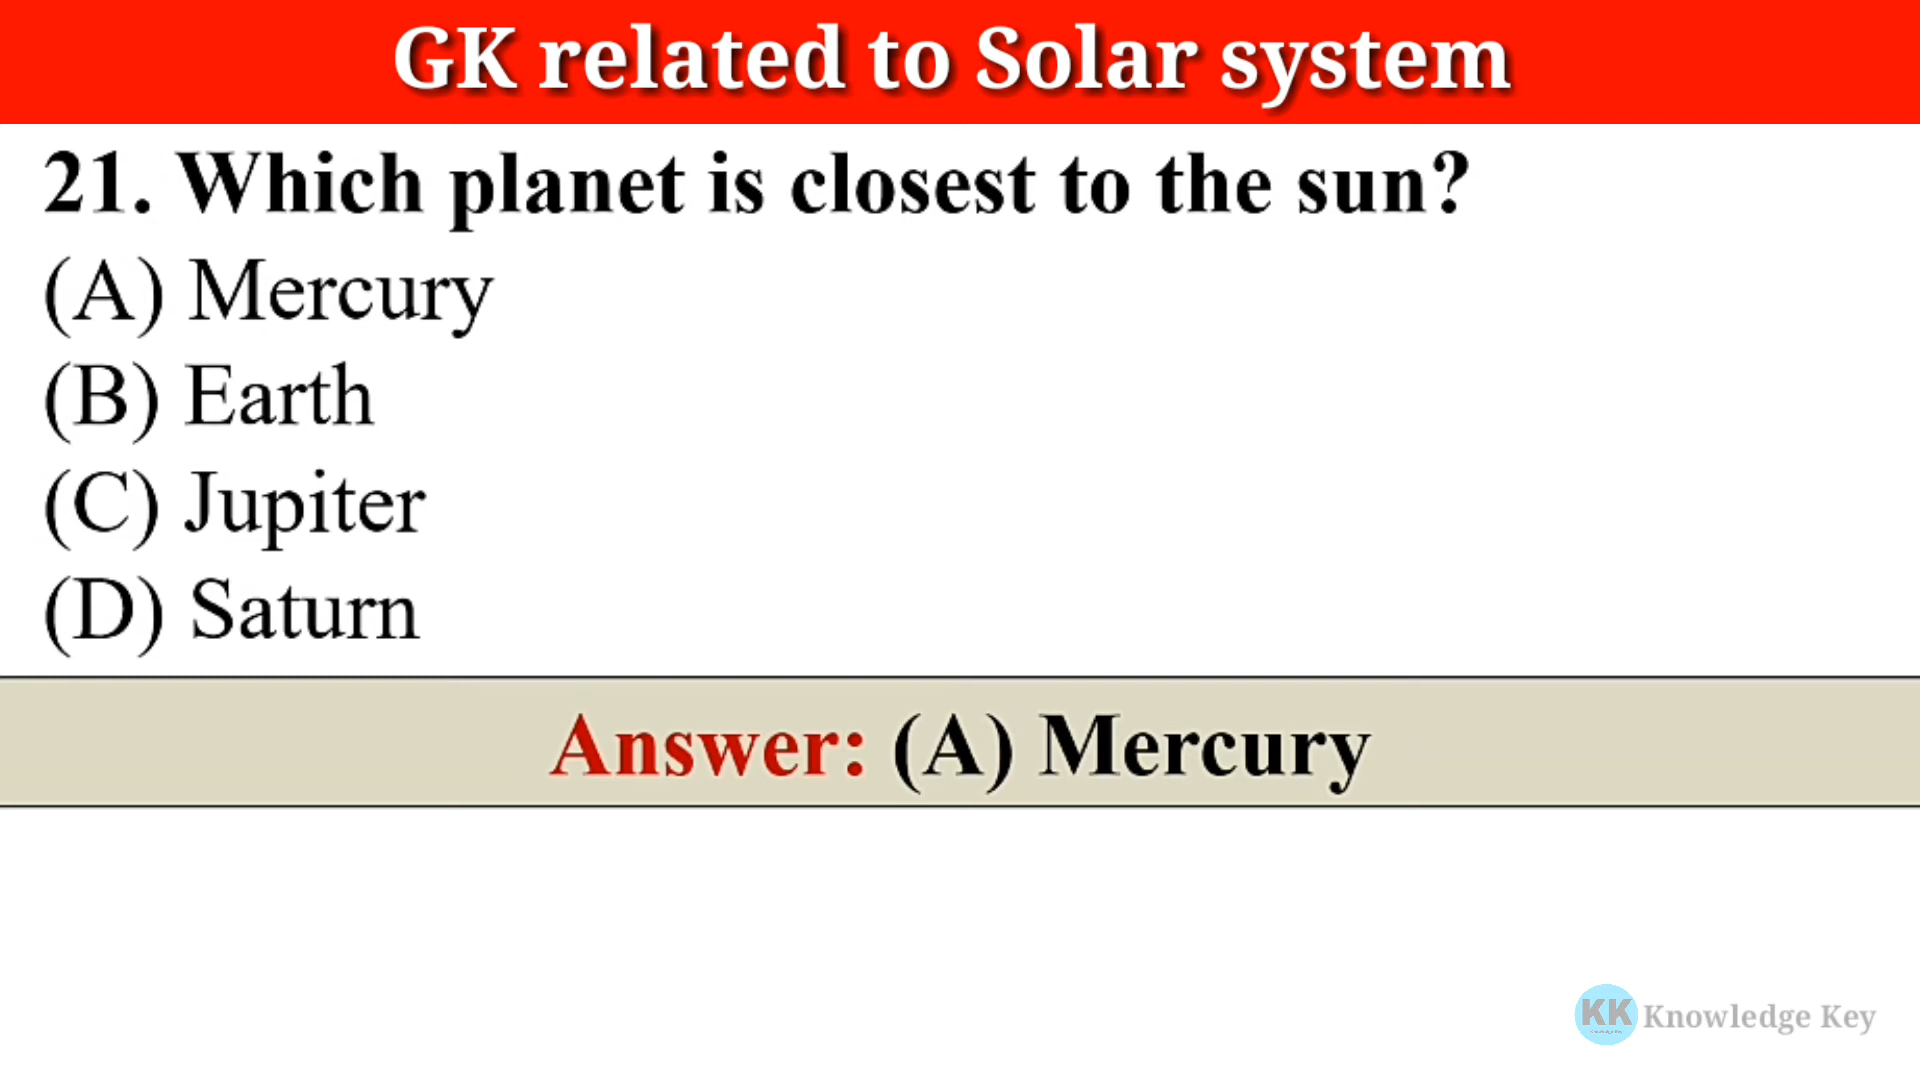 GK related to Solar system
21. Which planet is closest to the sun?
(A) Mercury
(B) Earth
(C) Jupiter
(D) Saturn
Answer: (A) Mercury
KK Knowledge Key